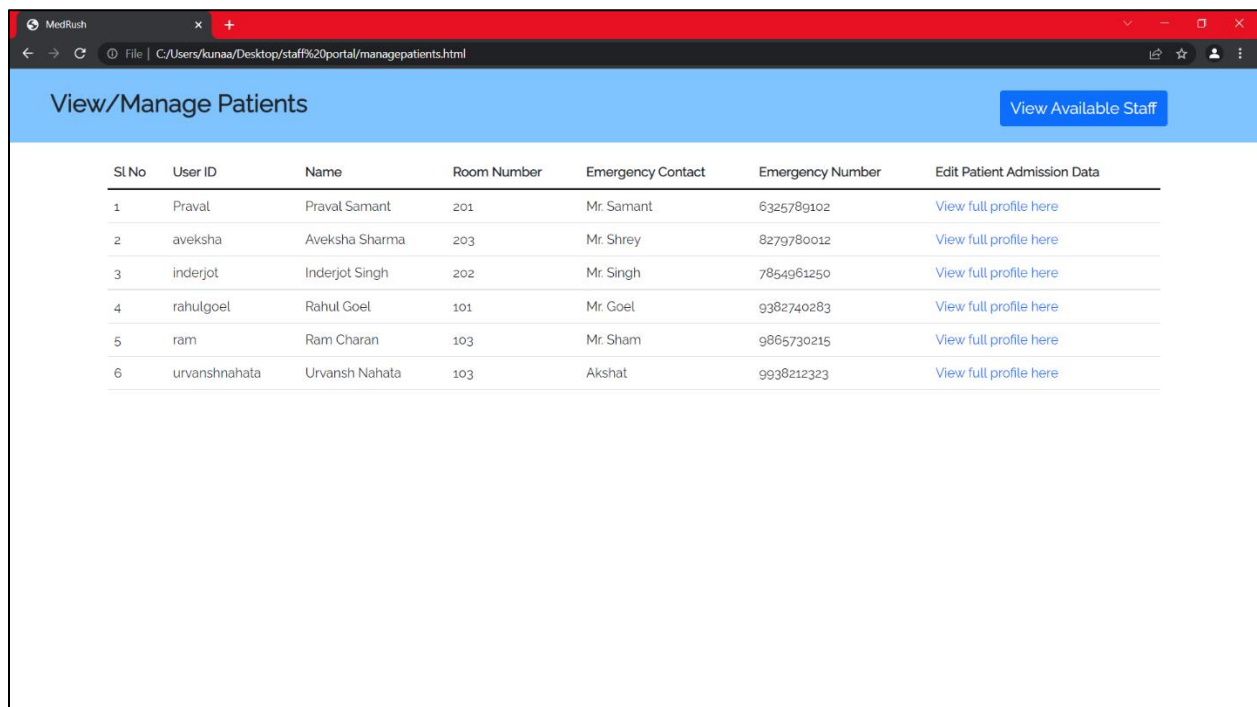 MedRush
File | C:/Users/kunaa/Desktop/staff%20portal/managepatients.html
View/Manage Patients
View Available Staff
Sl No User ID Name Room Number Emergency Contact Emergency Number Edit Patient Admission Data
1 Praval Praval Samant 201 Mr. Samant 6325789102 View full profile here
2 aveksha Aveksha Sharma 203 Mr. Shrey 8279780012 View full profile here
3 inderjot Inderjot Singh 202 Mr. Singh 7854961250 View full profile here
4 rahulgoel Rahul Goel 101 Mr. Goel 9382740283 View full profile here
5 ram Ram Charan 103 Mr. Sham 9865730215 View full profile here
6 urvanshnahata Urvansh Nahata 103 Akshat 9938212323 View full profile here